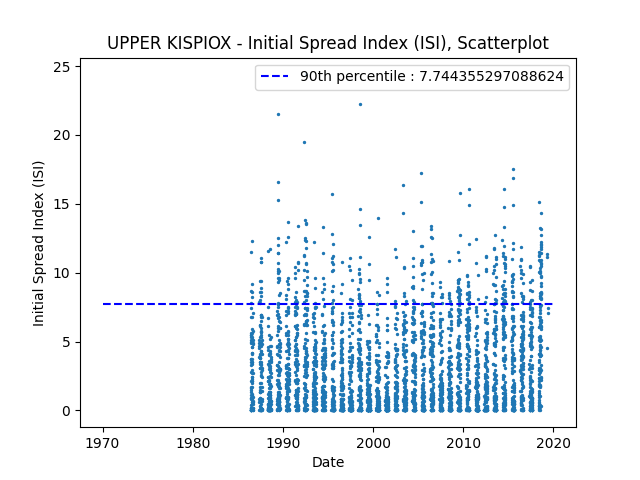 UPPER KISPIOX - Initial Spread Index (ISI), Scatterplot
90th percentile : 7.744355297088624
25
20
15
10
5
0
Initial Spread Index (ISI)
1970 1980 1990 2000 2010 2020
Date